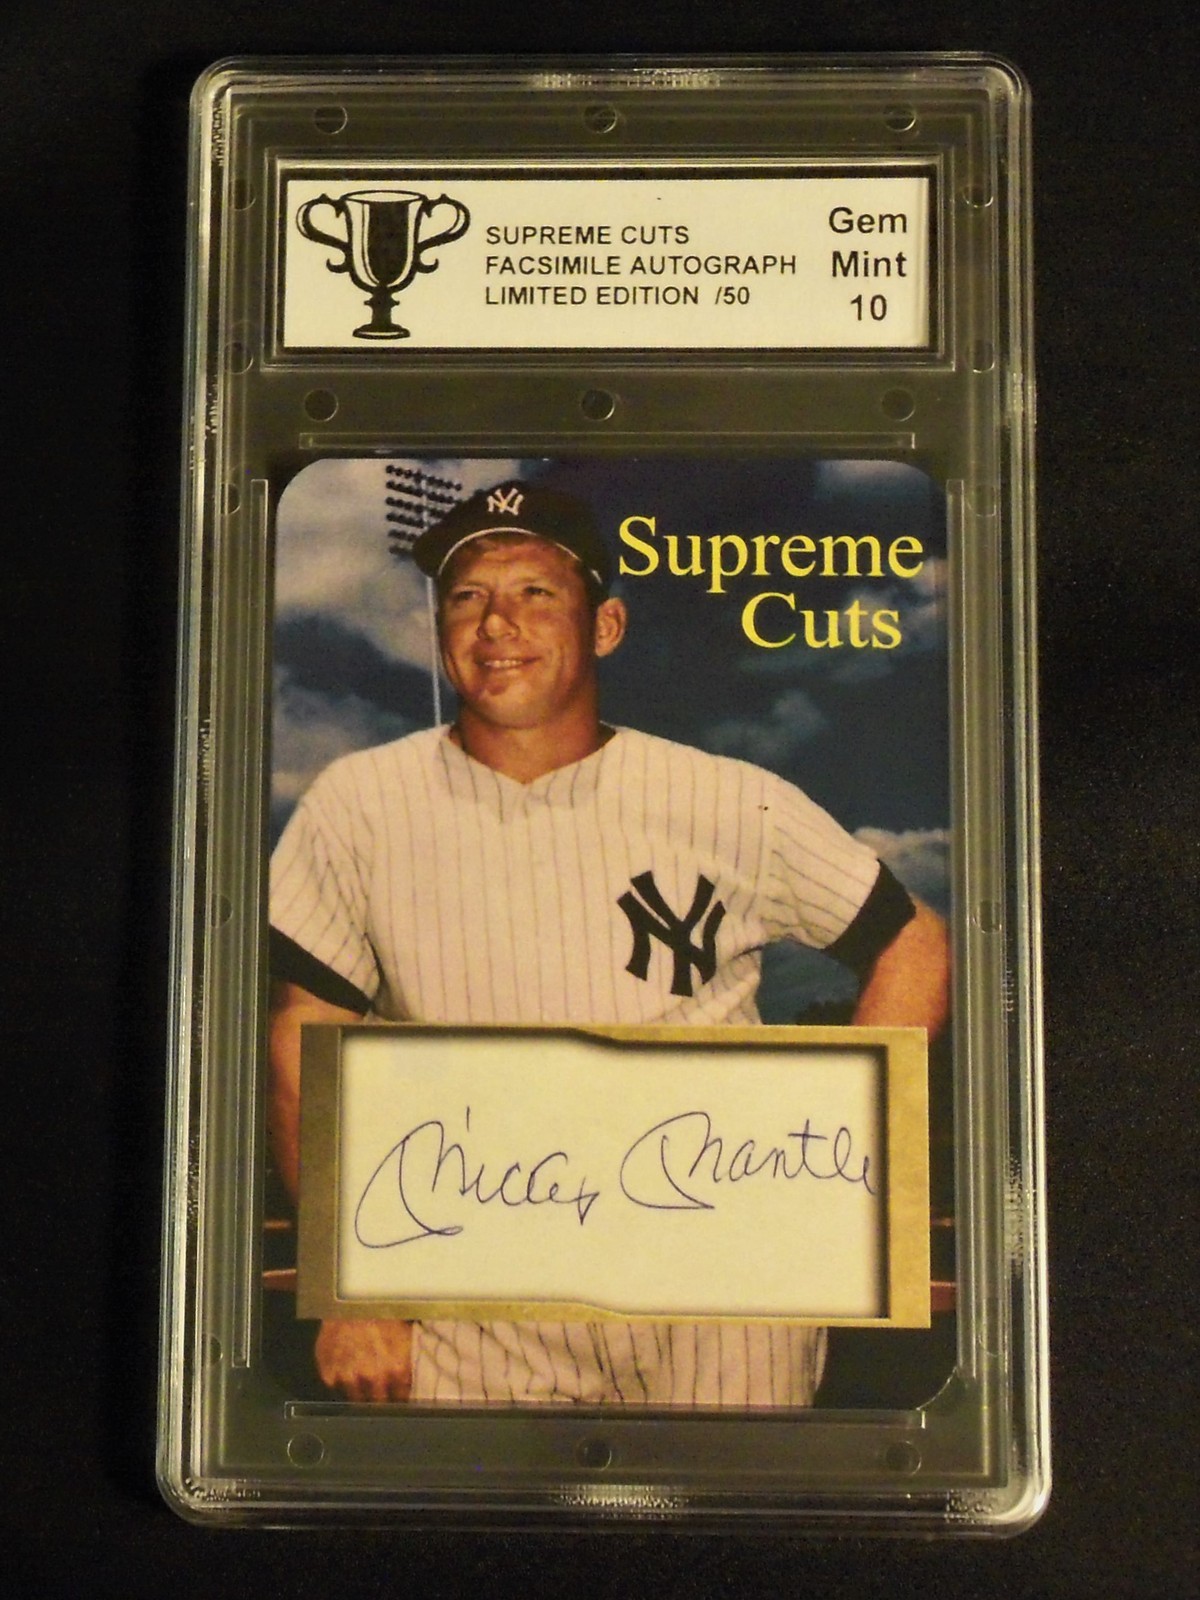 SUPREME CUTS
FACSIMILE AUTOGRAPH
LIMITED EDITION /50
Gem
Mint
10
NY
Supreme
Cuts
NY
Mickey Mantle